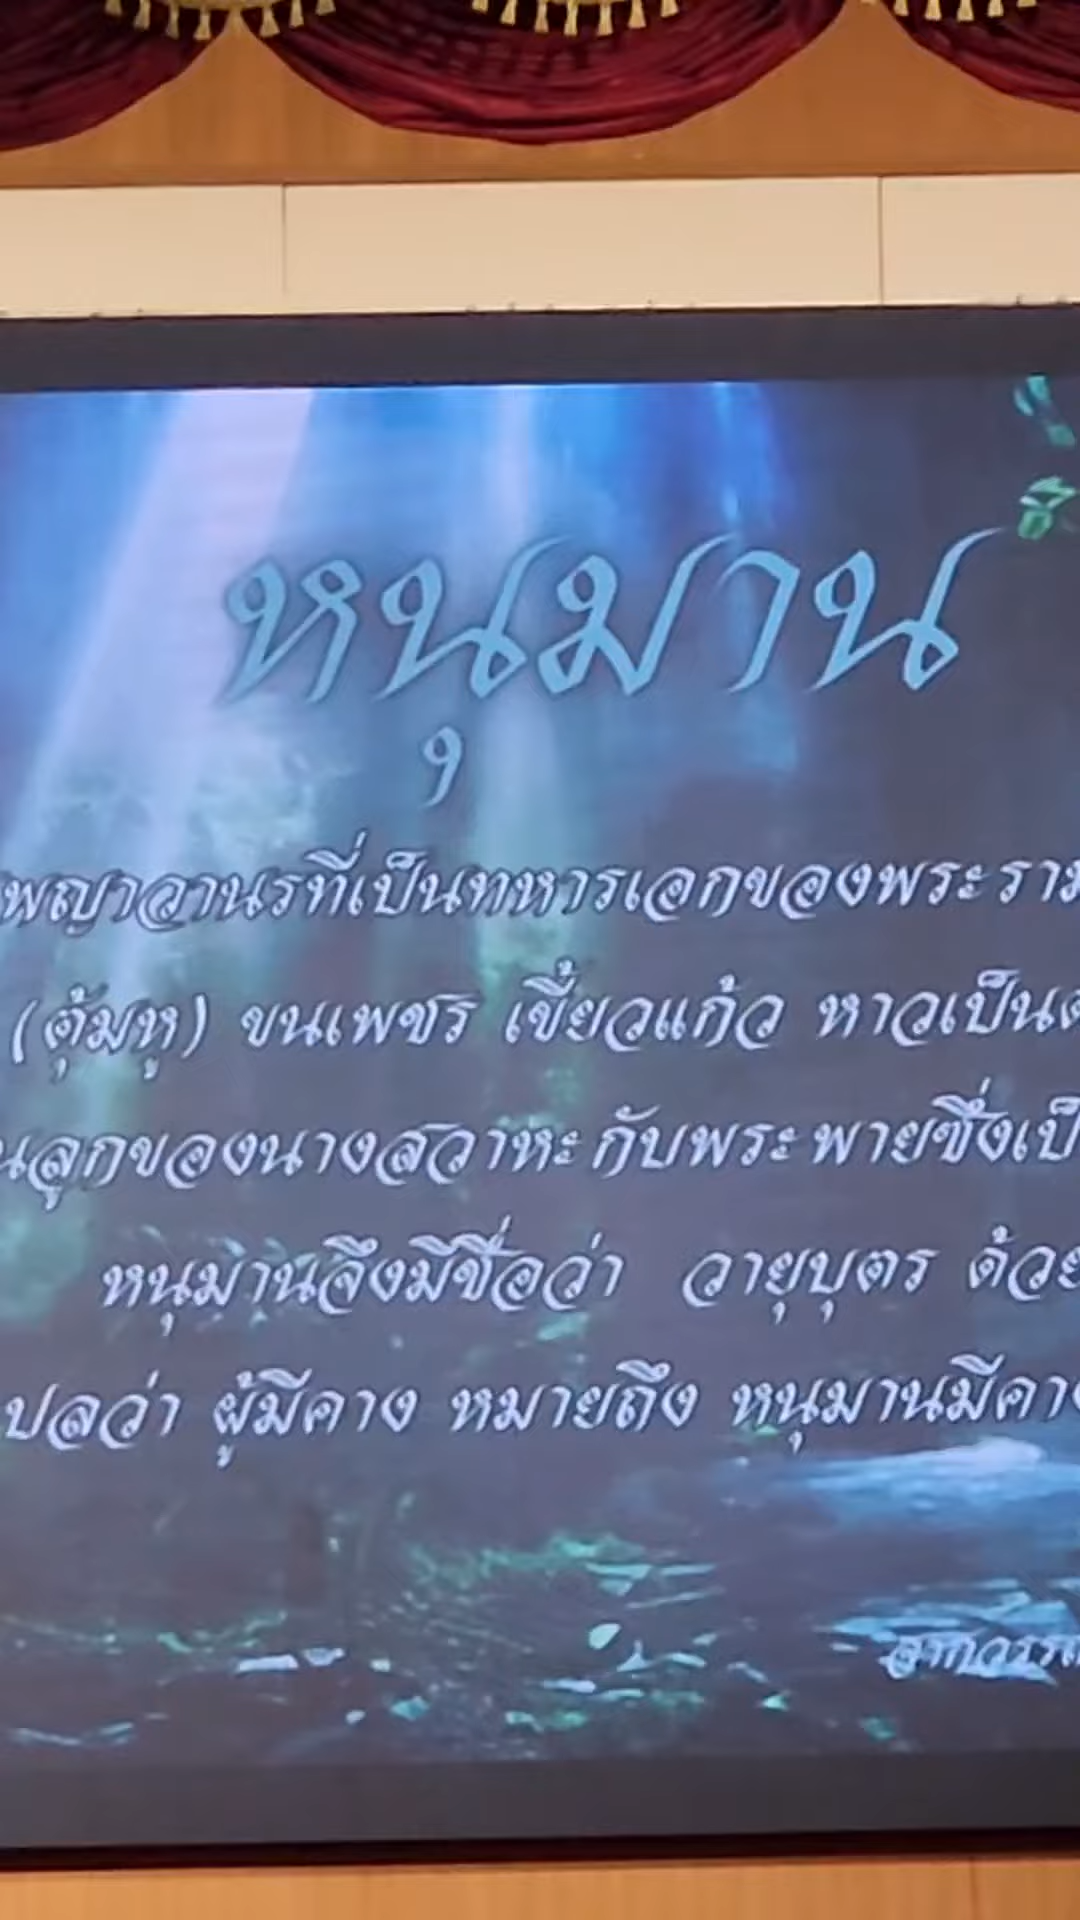 หนุมาน
พญาวานรที่เป็นทหารเอกของพระราม
(ตุ้มหู) ขนเพชร เขี้ยวแก้ว หาวเป็น
ลูกของนางสวาหะกับพระพายซึ่งเป็
หนุมานจึงมีชื่อว่า วายุบุตร ด้วย
ปลว่า ผู้มีคาง หมายถึง หนุมานมีคาง